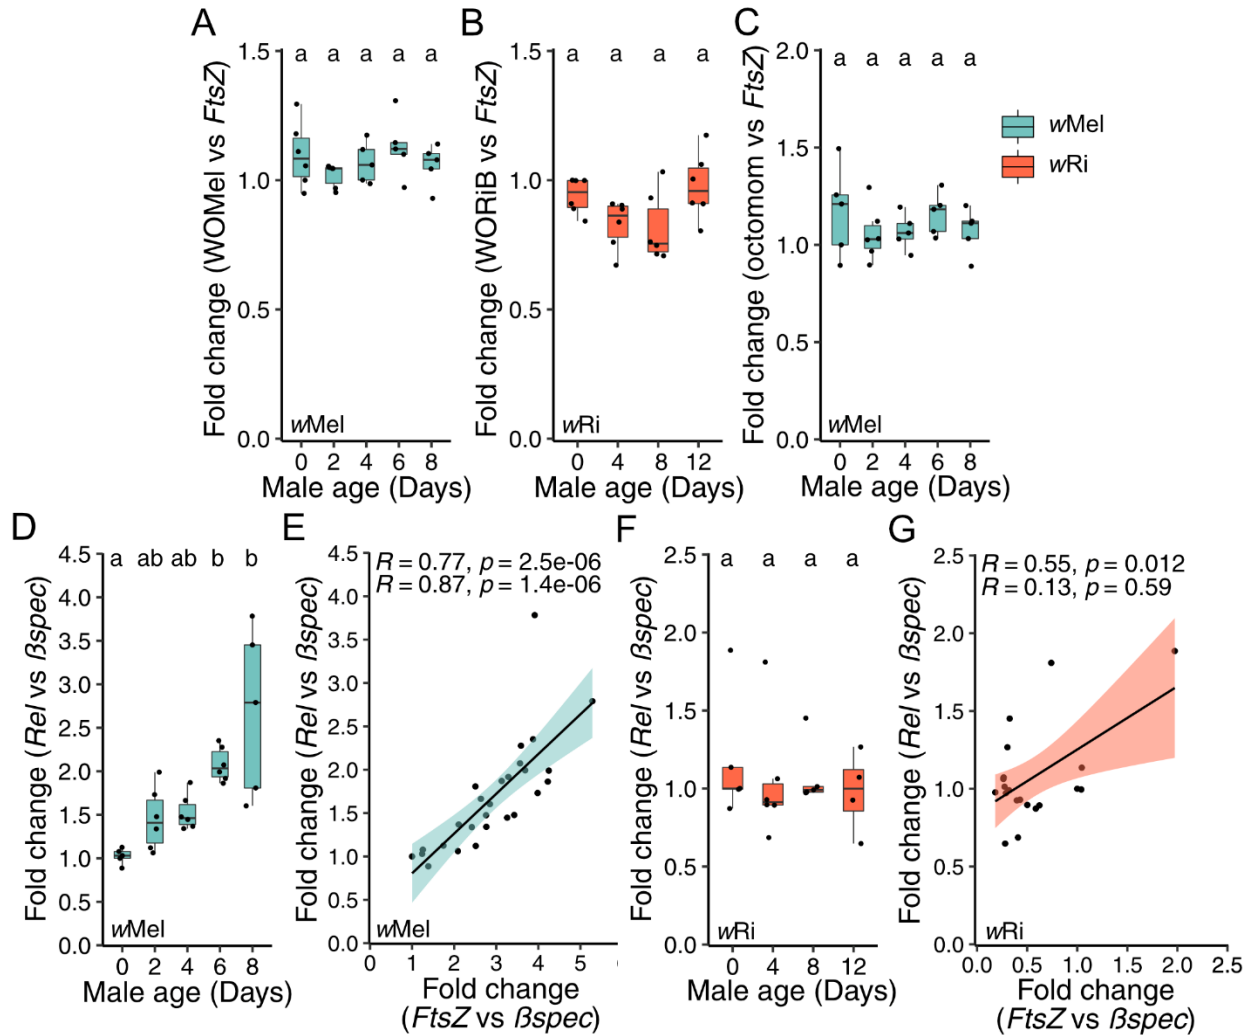 A
Fold change (WOMel vs FtsZ)
1.5
1.0
0.5
0.0
a a a a a
wMel
0 2 4 6 8
Male age (Days)
B
Fold change (WORiB vs FtsZ)
1.5
1.0
0.5
0.0
a a a a
wRi
0 4 8 12
Male age (Days)
C
Fold change (octomom vs FtsZ)
2.0
1.5
1.0
0.5
0.0
a a a a a
wMel
0 2 4 6 8
Male age (Days)
wMel
wRi
D
Fold change (Rel vs βspec)
4.5
4.0
3.5
3.0
2.5
2.0
1.5
1.0
0.5
0.0
a ab ab b b
wMel
0 2 4 6 8
Male age (Days)
E
Fold change (Rel vs βspec)
4.5
4.0
3.5
3.0
2.5
2.0
1.5
1.0
0.5
0.0
R = 0.77, p = 2.5e-06
R = 0.87, p = 1.4e-06
wMel
0 1 2 3 4 5
Fold change
(FtsZ vs βspec)
F
Fold change (Rel vs βspec)
2.5
2.0
1.5
1.0
0.5
0.0
a a a a
wRi
0 4 8 12
Male age (Days)
G
Fold change (Rel vs βspec)
2.5
2.0
1.5
1.0
0.5
0.0
R = 0.55, p = 0.012
R = 0.13, p = 0.59
wRi
0.0 0.5 1.0 1.5 2.0 2.5
Fold change
(FtsZ vs βspec)